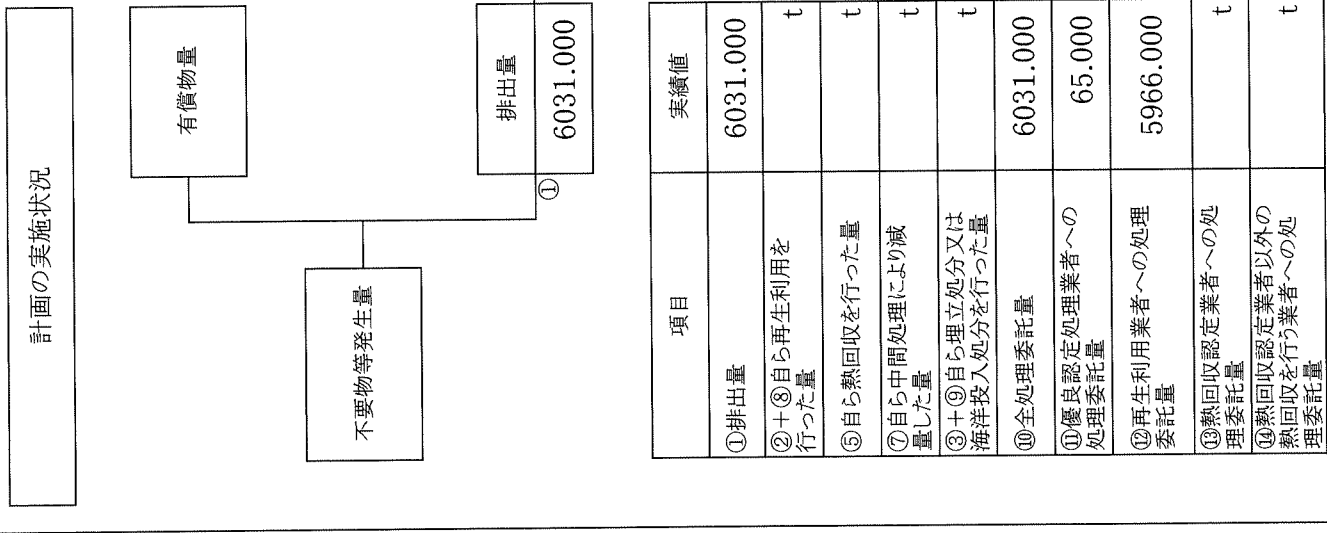 計画の実施状況
有償物量
不要物等発生量
排出量
①
6031.000
項目 実績値
①排出量 6031.000
②+⑧自ら再生利用を
行った量 t
⑤自ら熱回収を行った量 t
⑦自ら中間処理により減
量した量 t
③+⑨自ら埋立処分又は
海洋投入処分を行った量 t
⑩全処理委託量 6031.000
⑪優良認定処理業者への
処理委託量 65.000
⑫再生利用業者への処理
委託量 5966.000
⑬熱回収認定業者への処
理委託量 t
⑭熱回収認定業者以外の
熱回収を行う業者への処
理委託量 t